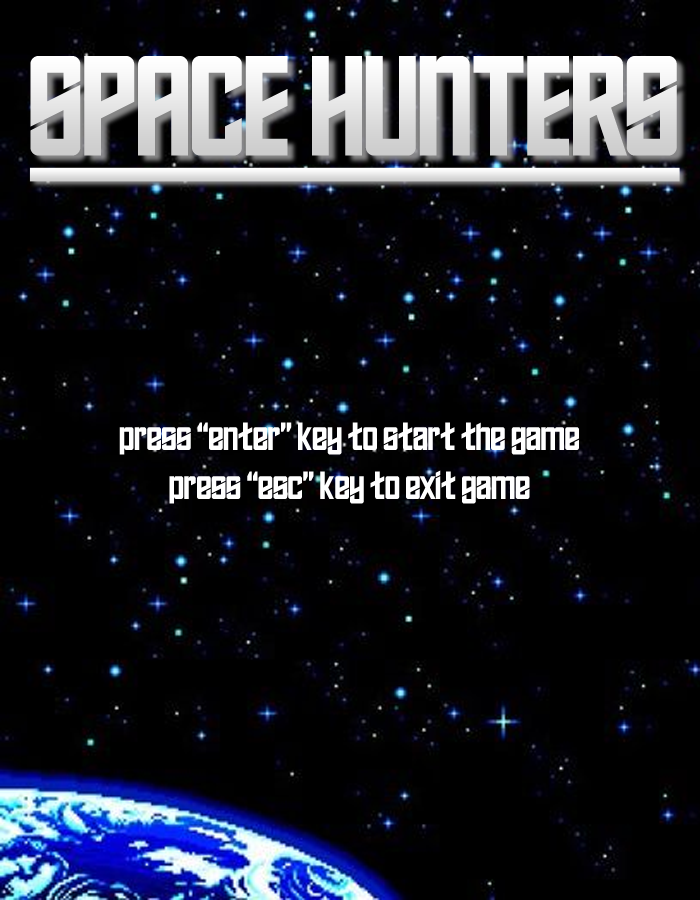 SPACE HUNTERS
press “enter” key to start the game
press “esc” key to exit game